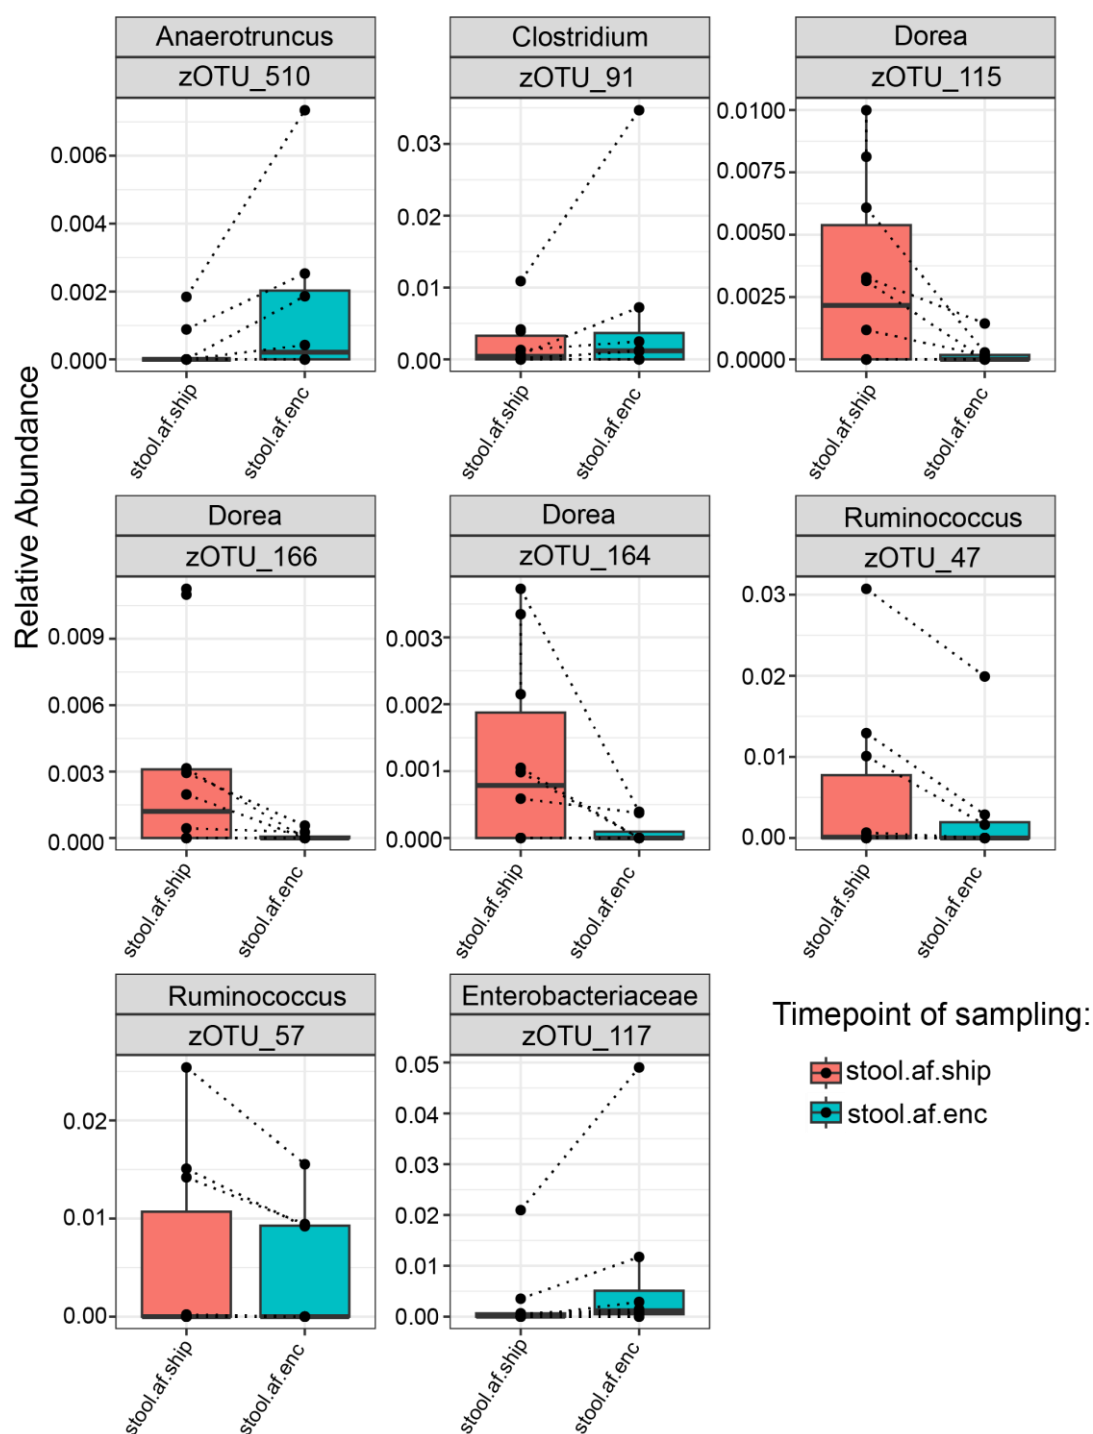 Relative Abundance
Anaerotruncus
zOTU_510
0.006
0.004
0.002
0.000
stool.af.ship
stool.af.enc
Clostridium
zOTU_91
0.03
0.02
0.01
0.00
stool.af.ship
stool.af.enc
Dorea
zOTU_115
0.0100
0.0075
0.0050
0.0025
0.0000
stool.af.ship
stool.af.enc
Dorea
zOTU_166
0.009
0.006
0.003
0.000
stool.af.ship
stool.af.enc
Dorea
zOTU_164
0.003
0.002
0.001
0.000
stool.af.ship
stool.af.enc
Ruminococcus
zOTU_47
0.03
0.02
0.01
0.00
stool.af.ship
stool.af.enc
Ruminococcus
zOTU_57
0.02
0.01
0.00
stool.af.ship
stool.af.enc
Enterobacteriaceae
zOTU_117
0.05
0.04
0.03
0.02
0.01
0.00
stool.af.ship
stool.af.enc
Timepoint of sampling:
stool.af.ship
stool.af.enc